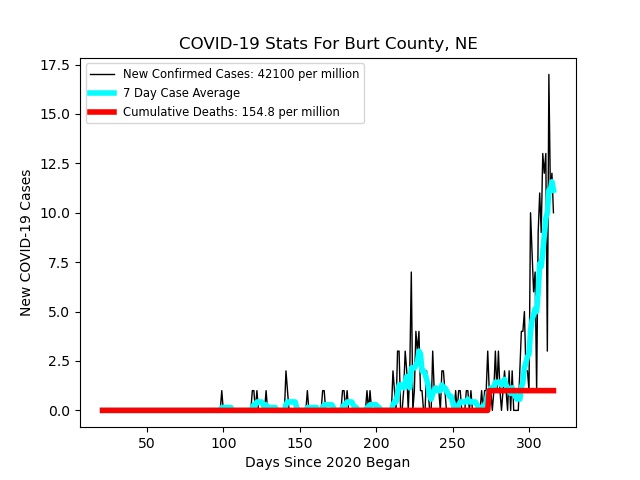 COVID-19 Stats For Burt County, NE
17.5
15.0
12.5
10.0
7.5
5.0
2.5
0.0
New COVID-19 Cases
New Confirmed Cases: 42100 per million
7 Day Case Average
Cumulative Deaths: 154.8 per million
50 100 150 200 250 300
Days Since 2020 Began